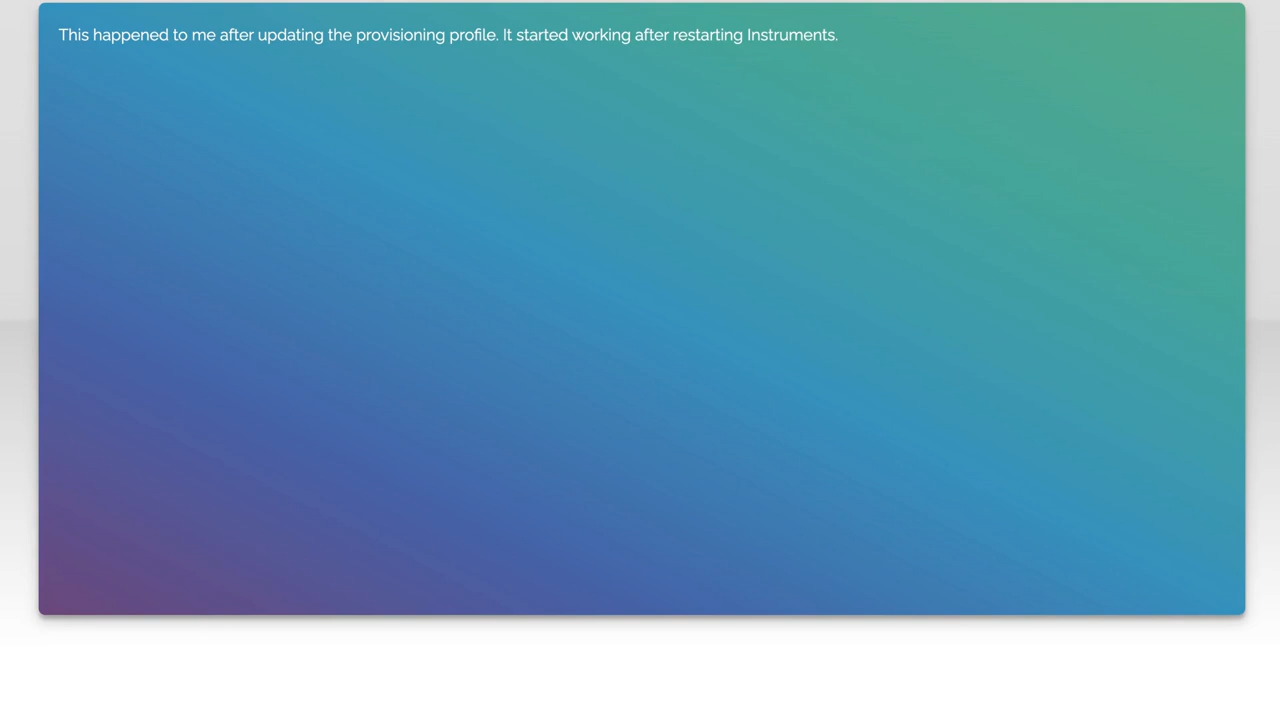 This happened to me after updating the provisioning profile. It started working after restarting Instruments.